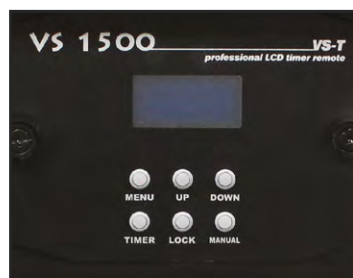 VS 1500 VS-T
professional LCD timer remote
MENU UP DOWN
TIMER LOCK MANUAL